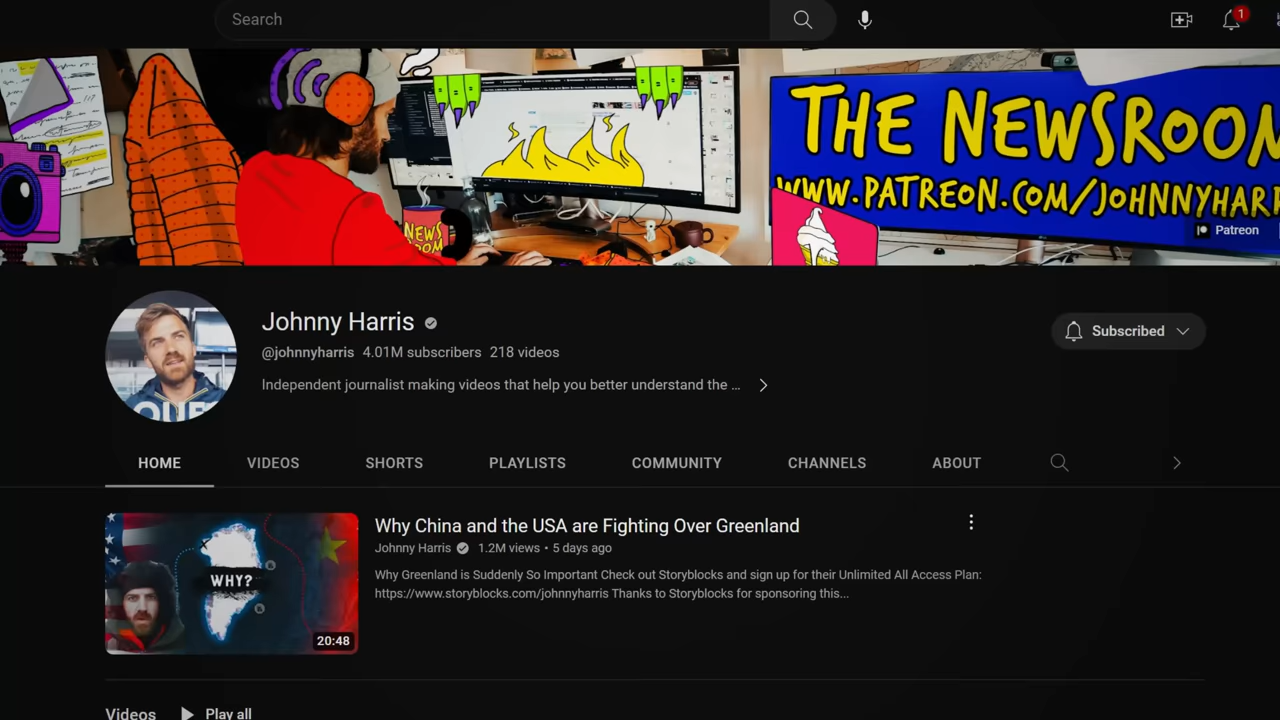 Search
1
THE NEWSROOM
WWW.PATREON.COM/JOHNNYHAR
NEWS
ROOM
Patreon
Johnny Harris
@johnnyharris 4.01M subscribers 218 videos
Independent journalist making videos that help you better understand the ...
Subscribed
HOME VIDEOS SHORTS PLAYLISTS COMMUNITY CHANNELS ABOUT
WHY?
20:48
Why China and the USA are Fighting Over Greenland
Johnny Harris 1.2M views • 5 days ago
Why Greenland is Suddenly So Important Check out Storyblocks and sign up for their Unlimited All Access Plan:
https://www.storyblocks.com/johnnyharris Thanks to Storyblocks for sponsoring this...
Videos Play all